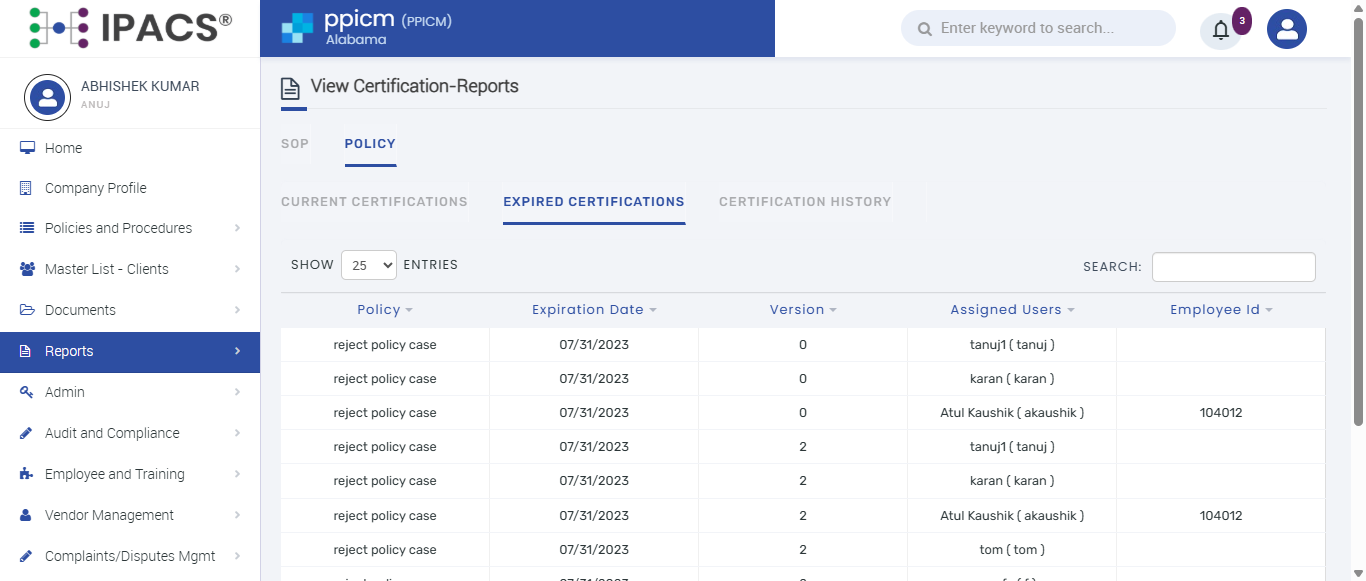 IPACS®
ppicm (PPICM)
Alabama
Enter keyword to search...
3
ABHISHEK KUMAR
ANUJ
Home
Company Profile
Policies and Procedures
Master List - Clients
Documents
Reports
Admin
Audit and Compliance
Employee and Training
Vendor Management
Complaints/Disputes Mgmt
View Certification-Reports
SOP POLICY
CURRENT CERTIFICATIONS EXPIRED CERTIFICATIONS CERTIFICATION HISTORY
SHOW 25 ENTRIES SEARCH:
Policy Expiration Date Version Assigned Users Employee Id
reject policy case 07/31/2023 0 tanuj1 ( tanuj )
reject policy case 07/31/2023 0 karan ( karan )
reject policy case 07/31/2023 0 Atul Kaushik ( akaushik ) 104012
reject policy case 07/31/2023 2 tanuj1 ( tanuj )
reject policy case 07/31/2023 2 karan ( karan )
reject policy case 07/31/2023 2 Atul Kaushik ( akaushik ) 104012
reject policy case 07/31/2023 2 tom ( tom )